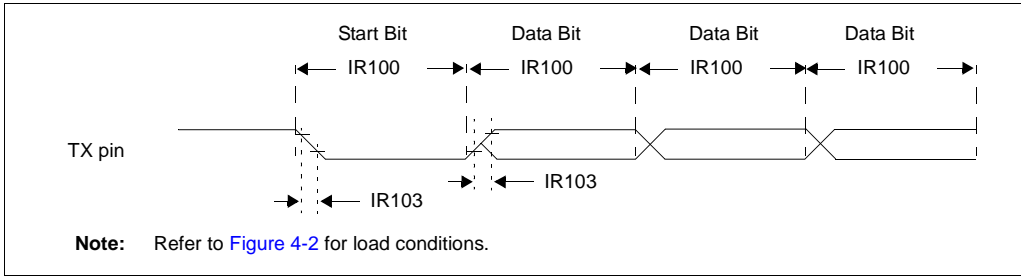 Start Bit Data Bit Data Bit Data Bit
IR100 IR100 IR100 IR100
TX pin
IR103
IR103
Note: Refer to Figure 4-2 for load conditions.